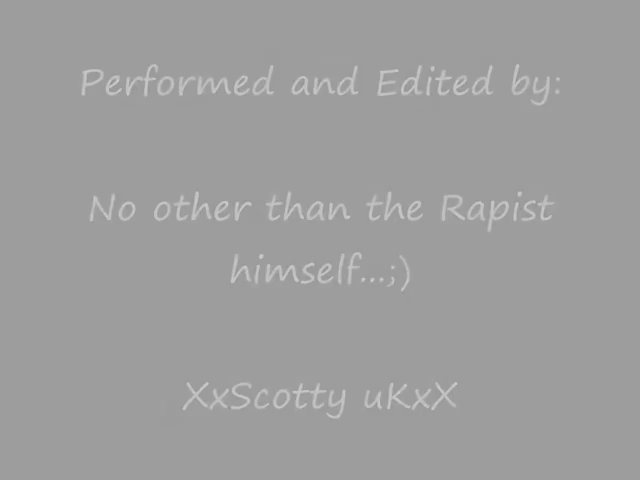 Performed and Edited by:
No other than the Rapist
himself...;)
XxScotty uKxX